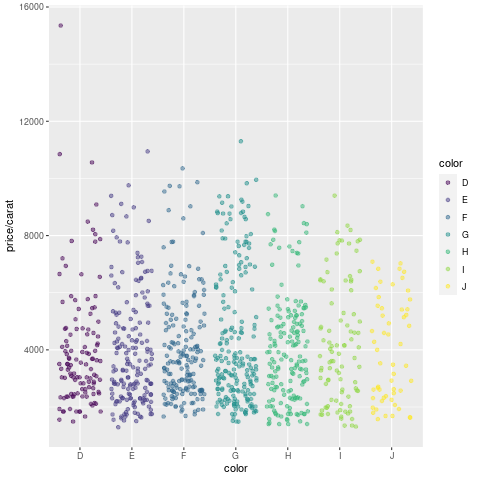 16000
12000
8000
4000
price/carat
D E F G H I J
color
color
D
E
F
G
H
I
J